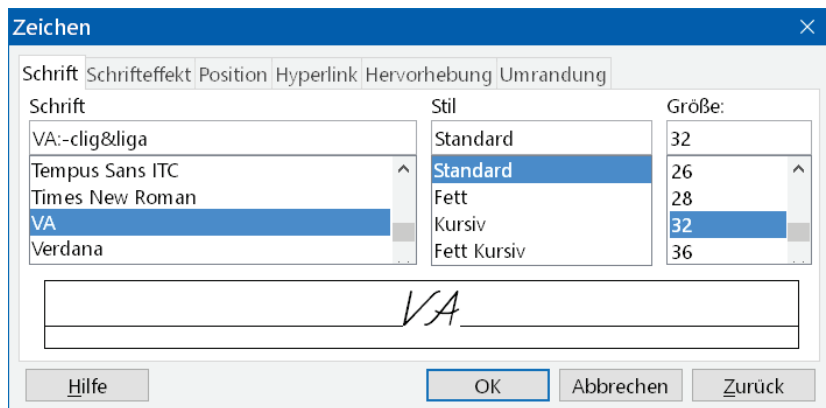 Zeichen
Schrift Schrifteffekt Position Hyperlink Hervorhebung Umrandung
Schrift Stil Größe:
VA:-clig&liga Standard 32
Tempus Sans ITC Standard 26
Times New Roman Fett 28
VA Kursiv 32
Verdana Fett Kursiv 36
VA
Hilfe OK Abbrechen Zurück